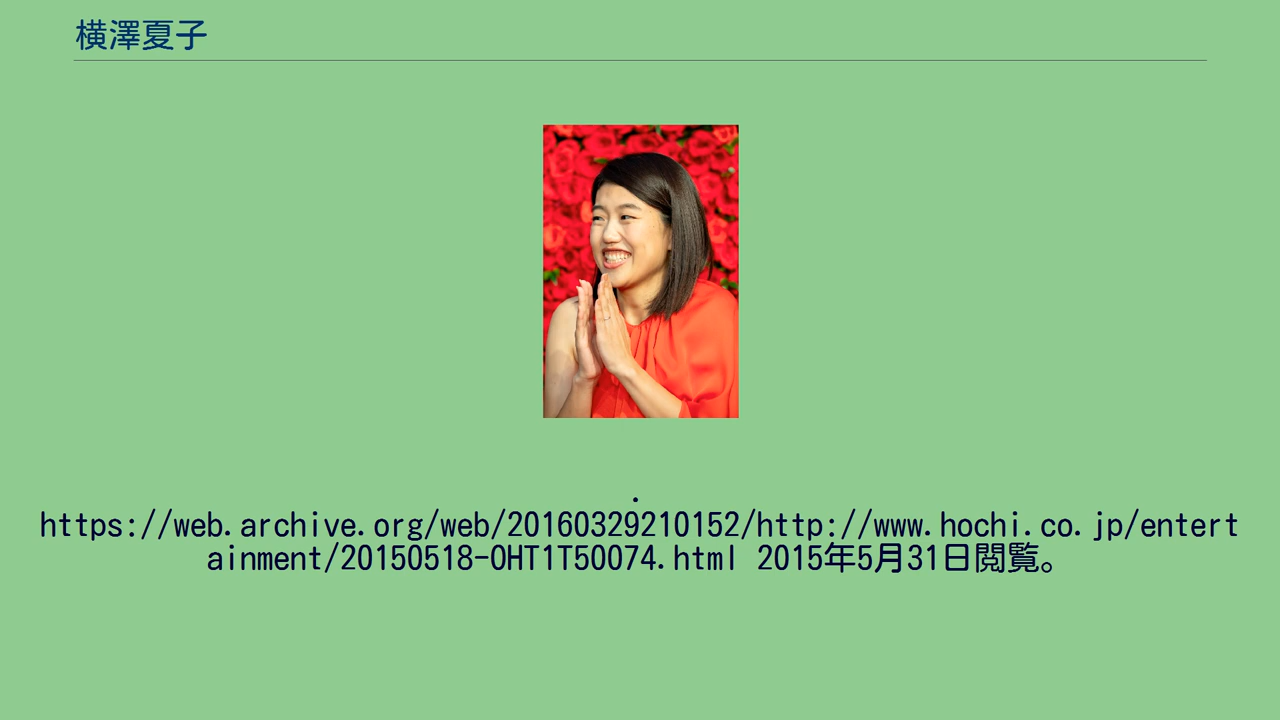 横澤夏子
.
https://web.archive.org/web/20160329210152/http://www.hochi.co.jp/entert
ainment/20150518-OHT1T50074.html 2015年5月31日閲覧。